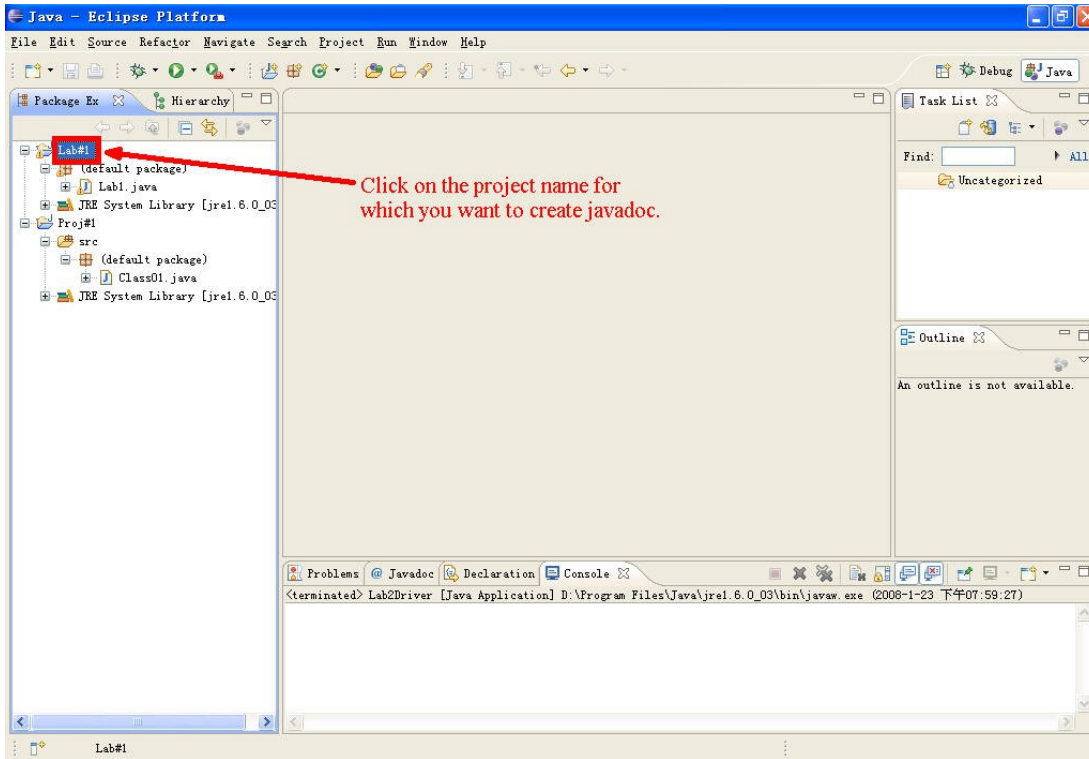 Java - Eclipse Platform
File Edit Source Refactor Navigate Search Project Run Window Help
Debug Java
Package Ex Hierarchy
Task List
Lab#1
(default package)
Lab1.java
JRE System Library [jre1.6.0_03
Proj#1
src
(default package)
Class01.java
JRE System Library [jre1.6.0_03
Click on the project name for
which you want to create javadoc.
Find: All
Uncategorized
Outline
An outline is not available.
Problems @ Javadoc Declaration Console
<terminated> Lab2Driver [Java Application] D:\Program Files\Java\jre1.6.0_03\bin\javaw.exe (2008-1-23 下午07:59:27)
Lab#1